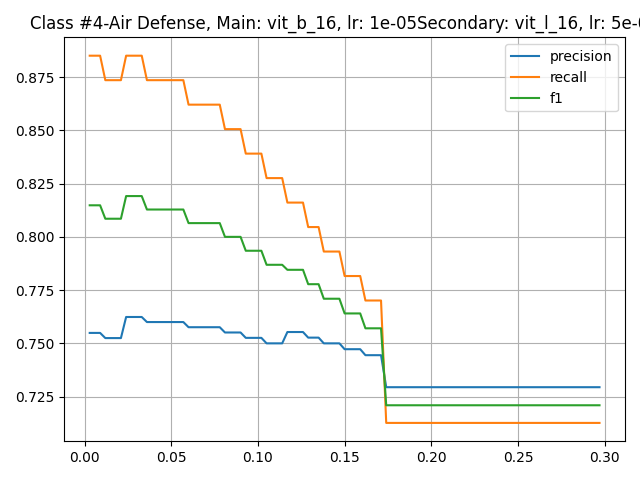 Class #4-Air Defense, Main: vit_b_16, lr: 1e-05Secondary: vit_l_16, lr: 5e-
precision
recall
f1
0.875
0.850
0.825
0.800
0.775
0.750
0.725
0.00 0.05 0.10 0.15 0.20 0.25 0.30